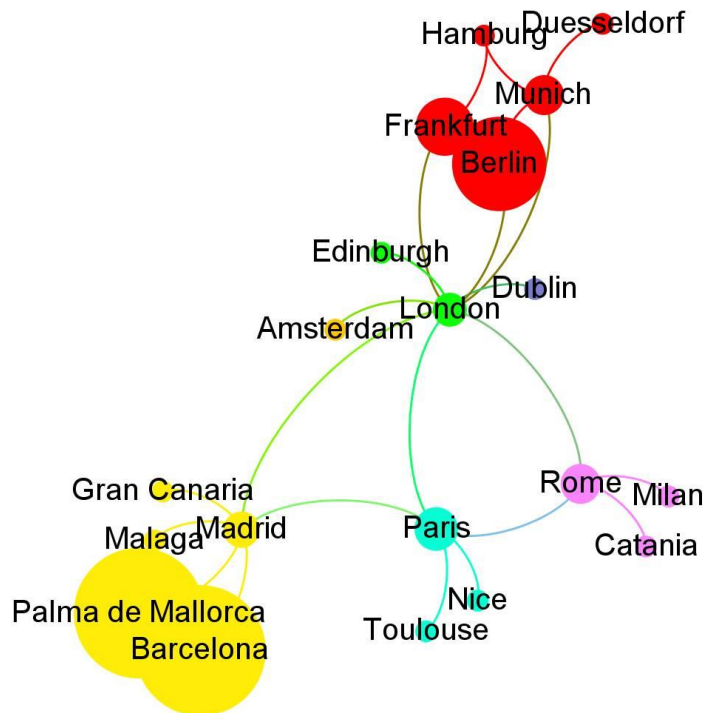 Duesseldorf
Hamburg
Munich
Frankfurt
Berlin
Edinburgh
Dublin
London
Amsterdam
Rome
Gran Canaria
Milan
Madrid
Paris
Malaga
Catania
Nice
Palma de Mallorca
Toulouse
Barcelona